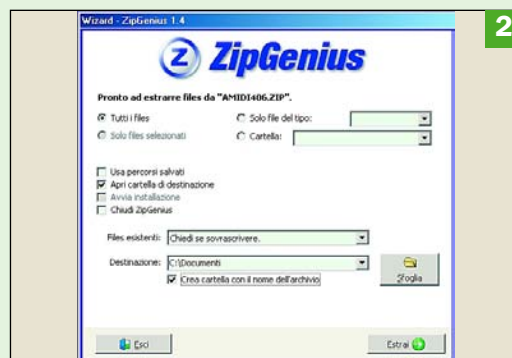 Wizard - ZipGenius 1.4
2
Z ZipGenius
Pronto ad estrarre files da "AMIDI406.ZIP".
Tutti i files
Solo file del tipo:
Solo files selezionati
Cartella:
Usa percorsi salvati
Apri cartella di destinazione
Avvia installazione
Chiudi ZipGenius
Files esistenti: Chiedi se sovrascrivere.
Destinazione: C:\Documenti
Crea cartella con il nome dell'archivio
Sfoglia
Esci
Estrai